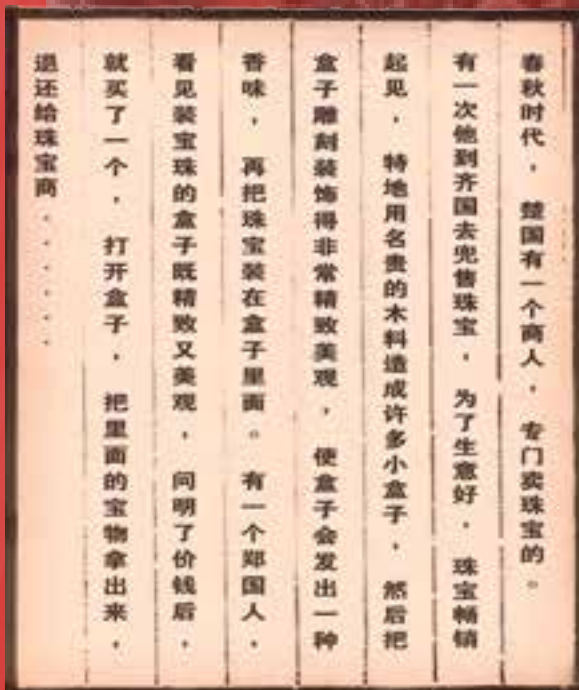 春秋时代，楚国有一个商人，专门卖珠宝的。
有一次他到齐国去兜售珠宝，为了生意好，珠宝畅销
起见，特地用名贵的木料造成许多小盒子，然后把
盒子雕刻装饰得非常精致美观，使盒子会发出一种
香味，再把珠宝装在盒子里面。有一个郑国人，
看见装宝珠的盒子既精致又美观，问明了价钱后，
就买了一个，打开盒子，把里面的宝物拿出来，
退还给珠宝商．．．．．．